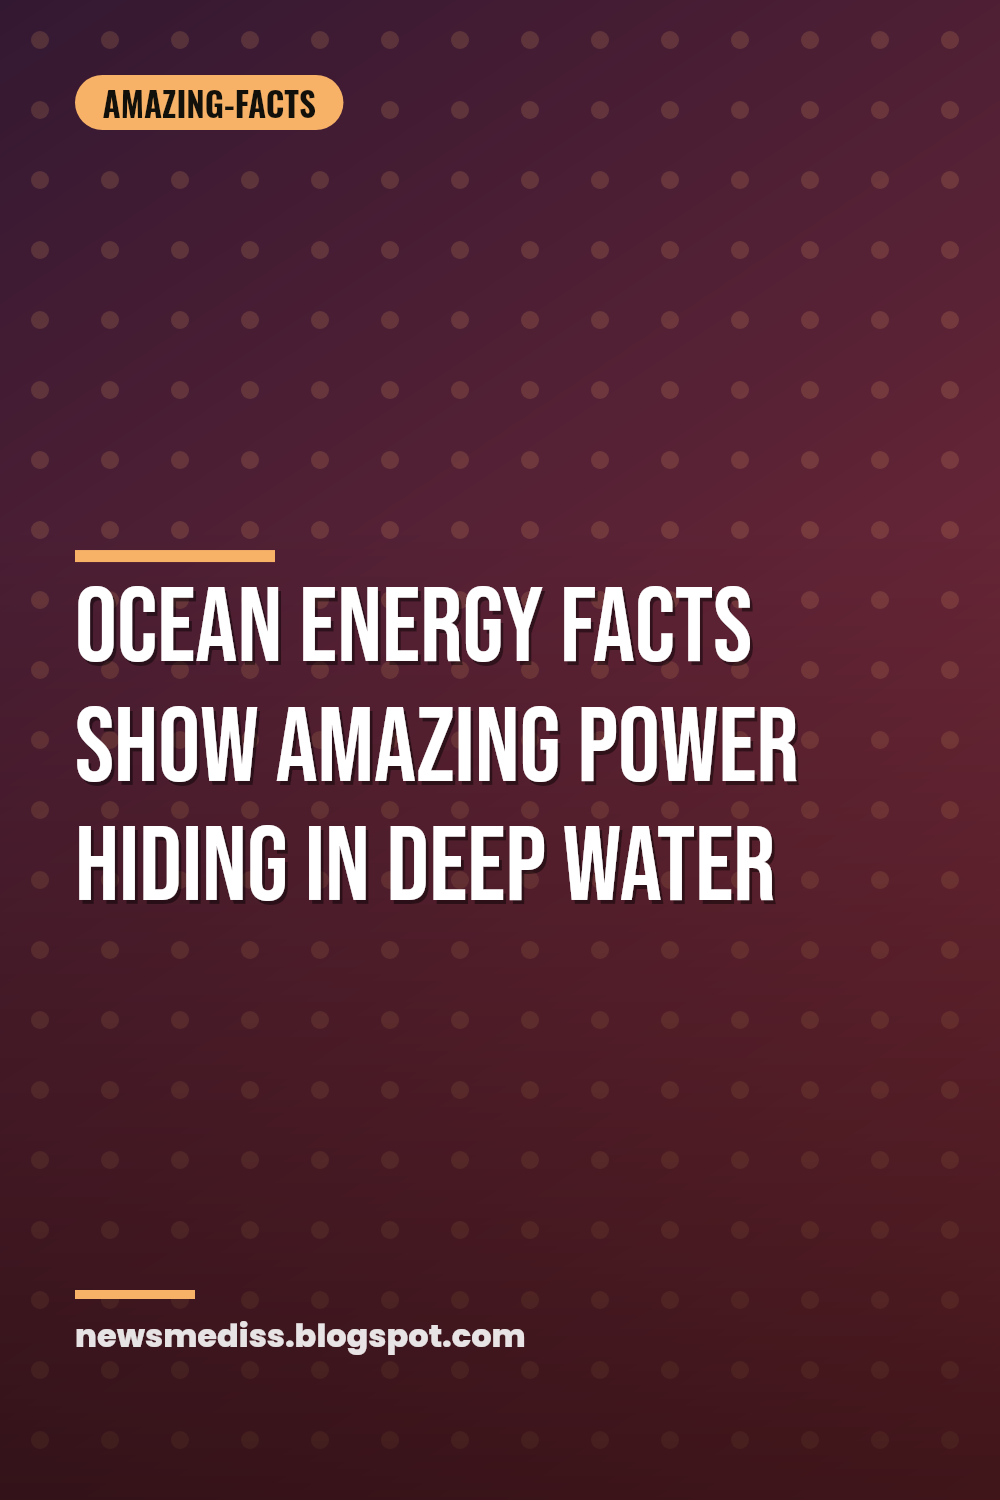 AMAZING-FACTS
OCEAN ENERGY FACTS
SHOW AMAZING POWER
HIDING IN DEEP WATER
newsmediss.blogspot.com